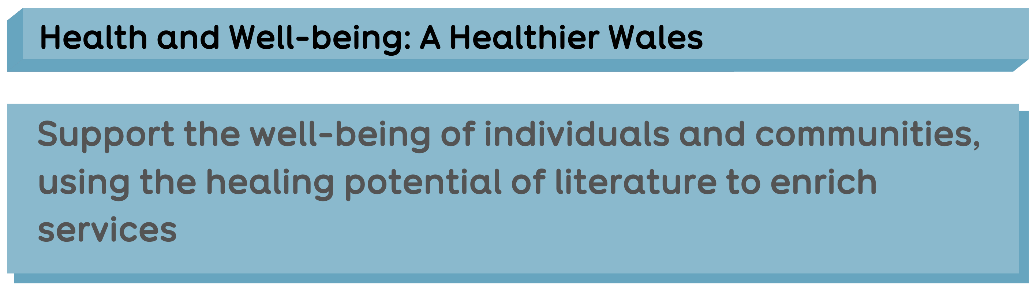 Health and Well-being: A Healthier Wales
Support the well-being of individuals and communities,
using the healing potential of literature to enrich
services